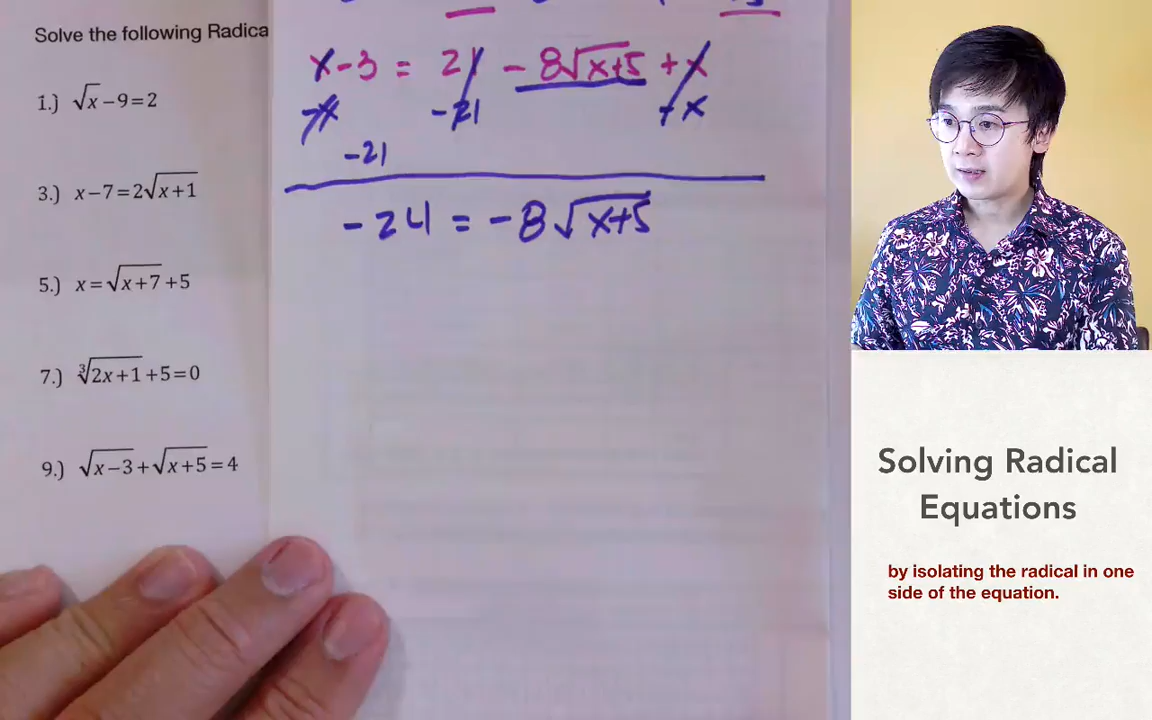 Solve the following Radica
1.) √x − 9 = 2
3.) x − 7 = 2√x+1
5.) x = √x+7 + 5
7.) ∛2x+1 + 5 = 0
9.) √x−3 + √x+5 = 4
x - 3 = 21 - 8√x+5 + x
-x -21 +x
-21
-24 = -8√x+5
Solving Radical
Equations
by isolating the radical in one
side of the equation.